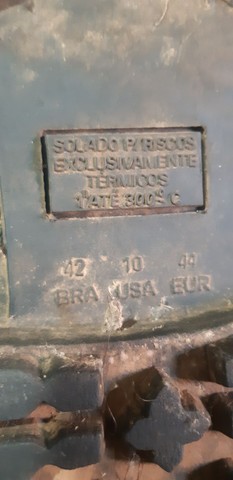 SOLADO P/ RISCOS
EXCLUSIVAMENTE
TÉRMICOS
ATÉ 300º C
42 10 44
BRA USA EUR